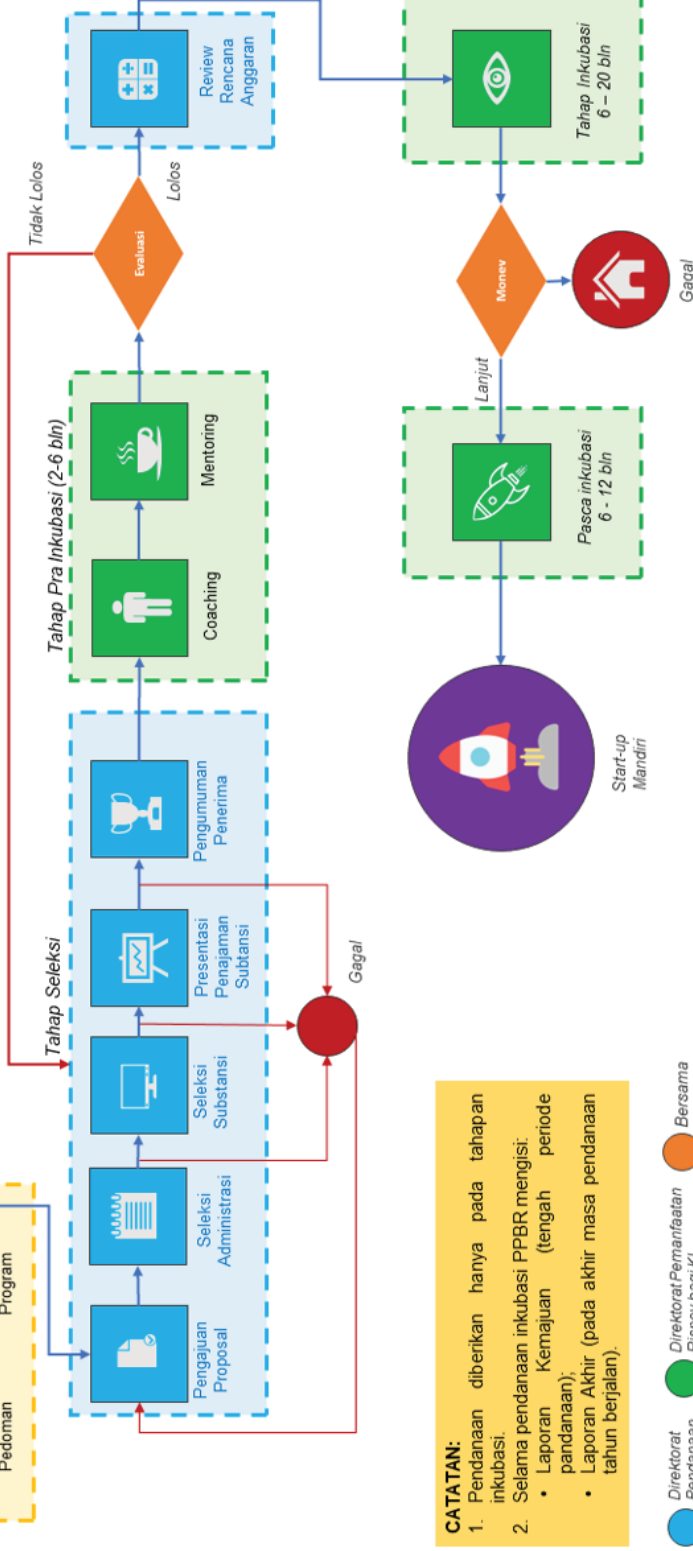 Pedoman
Program
Tahap Seleksi
Pengajuan
Proposal
Seleksi
Administrasi
Seleksi
Substansi
Presentasi
Penajaman
Subtansi
Pengumuman
Penerima
Gagal
Tahap Pra Inkubasi (2-6 bln)
Coaching
Mentoring
Tidak Lolos
Evaluasi
Lolos
Review
Rencana
Anggaran
Tahap Inkubasi
6 – 20 bln
Monev
Gagal
Lanjut
Pasca inkubasi
6 - 12 bln
Start-up
Mandiri
CATATAN:
1. Pendanaan diberikan hanya pada tahapan
inkubasi.
2. Selama pendanaan inkubasi PPBR mengisi:
• Laporan Kemajuan (tengah periode
pandanaan);
• Laporan Akhir (pada akhir masa pendanaan
tahun berjalan).
Direktorat
Pendanaan
Direktorat Pemanfaatan
bagi KI
Bersama